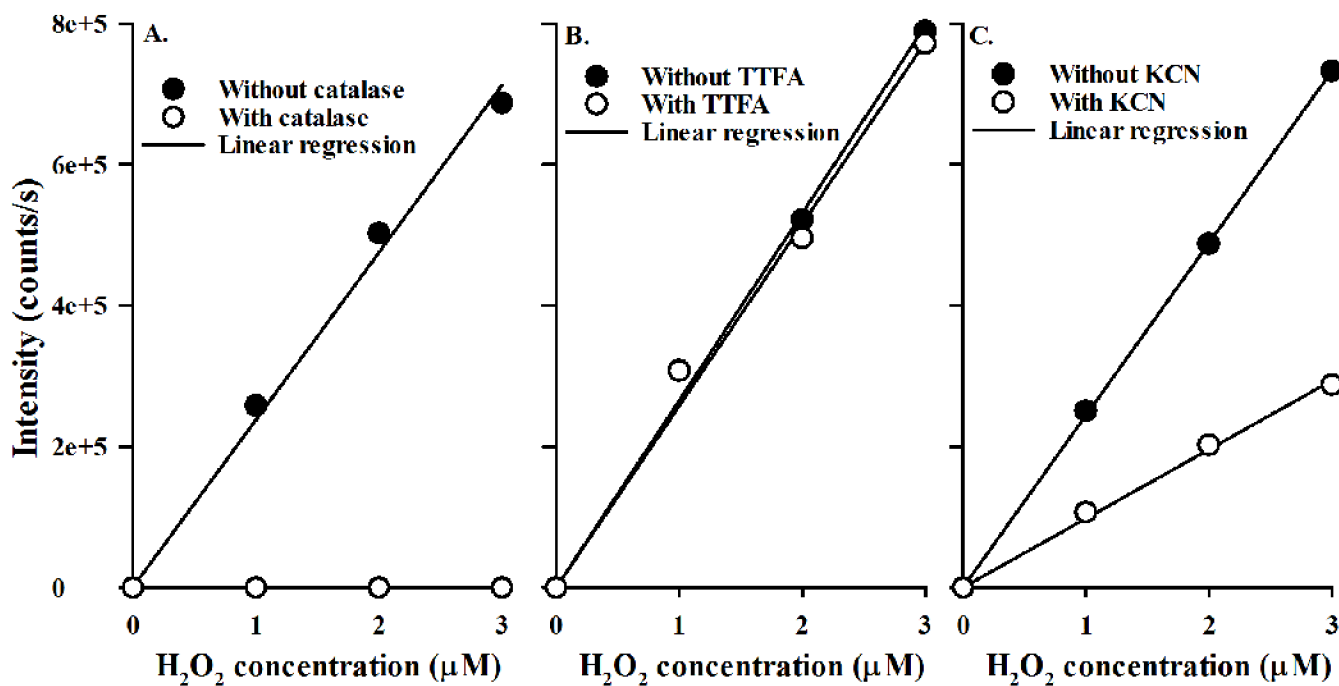 Intensity (counts/s)
8e+5
6e+5
4e+5
2e+5
0
A.
Without catalase
With catalase
Linear regression
0 1 2 3
H₂O₂ concentration (μM)
B.
Without TTFA
With TTFA
Linear regression
0 1 2 3
H₂O₂ concentration (μM)
C.
Without KCN
With KCN
Linear regression
0 1 2 3
H₂O₂ concentration (μM)